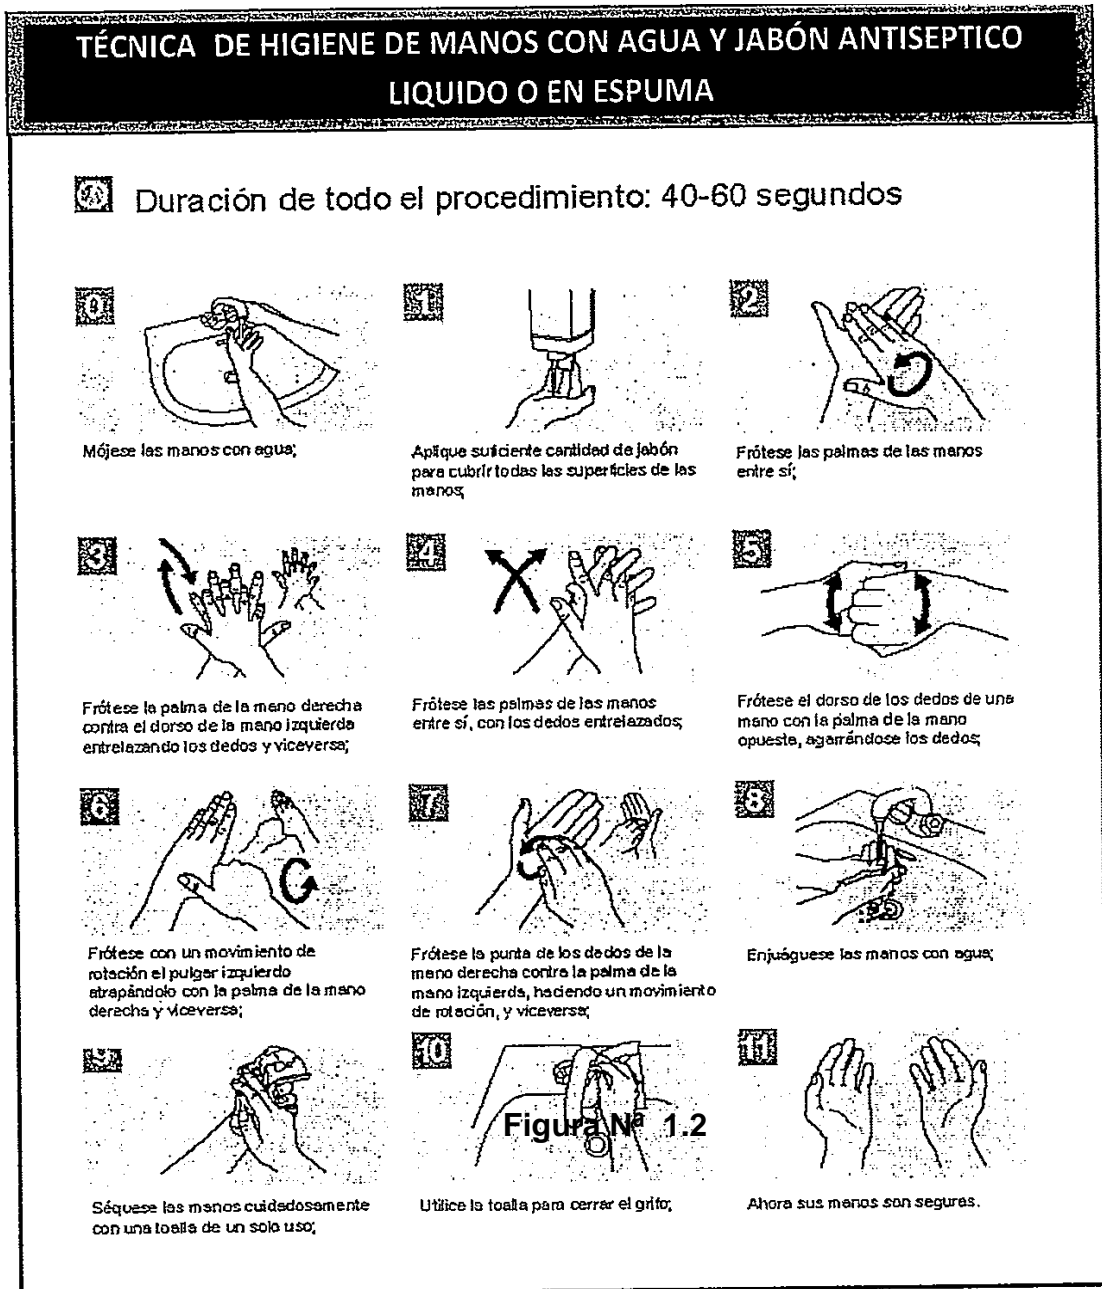 TÉCNICA DE HIGIENE DE MANOS CON AGUA Y JABÓN ANTISEPTICO
LIQUIDO O EN ESPUMA
Duración de todo el procedimiento: 40-60 segundos
0
Mójese las manos con agua;
1
Aplique suficiente cantidad de jabón
para cubrir todas las superficies de las
manos;
2
Frótese las palmas de las manos
entre sí;
3
Frótese la palma de la mano derecha
contra el dorso de la mano izquierda
entrelazando los dedos y viceversa;
4
Frótese las palmas de las manos
entre sí, con los dedos entrelazados;
5
Frótese el dorso de los dedos de una
mano con la palma de la mano
opuesta, agarrándose los dedos;
6
Frótese con un movimiento de
rotación el pulgar izquierdo
atrapándolo con la palma de la mano
derecha y viceversa;
7
Frótese la punta de los dedos de la
mano derecha contra la palma de la
mano izquierda, haciendo un movimiento
de rotación, y viceversa;
8
Enjuáguese las manos con agua;
9
Séquese las manos cuidadosamente
con una toalla de un solo uso;
10
Utilice la toalla para cerrar el grifo;
11
Ahora sus manos son seguras.
Figura Nª 1.2